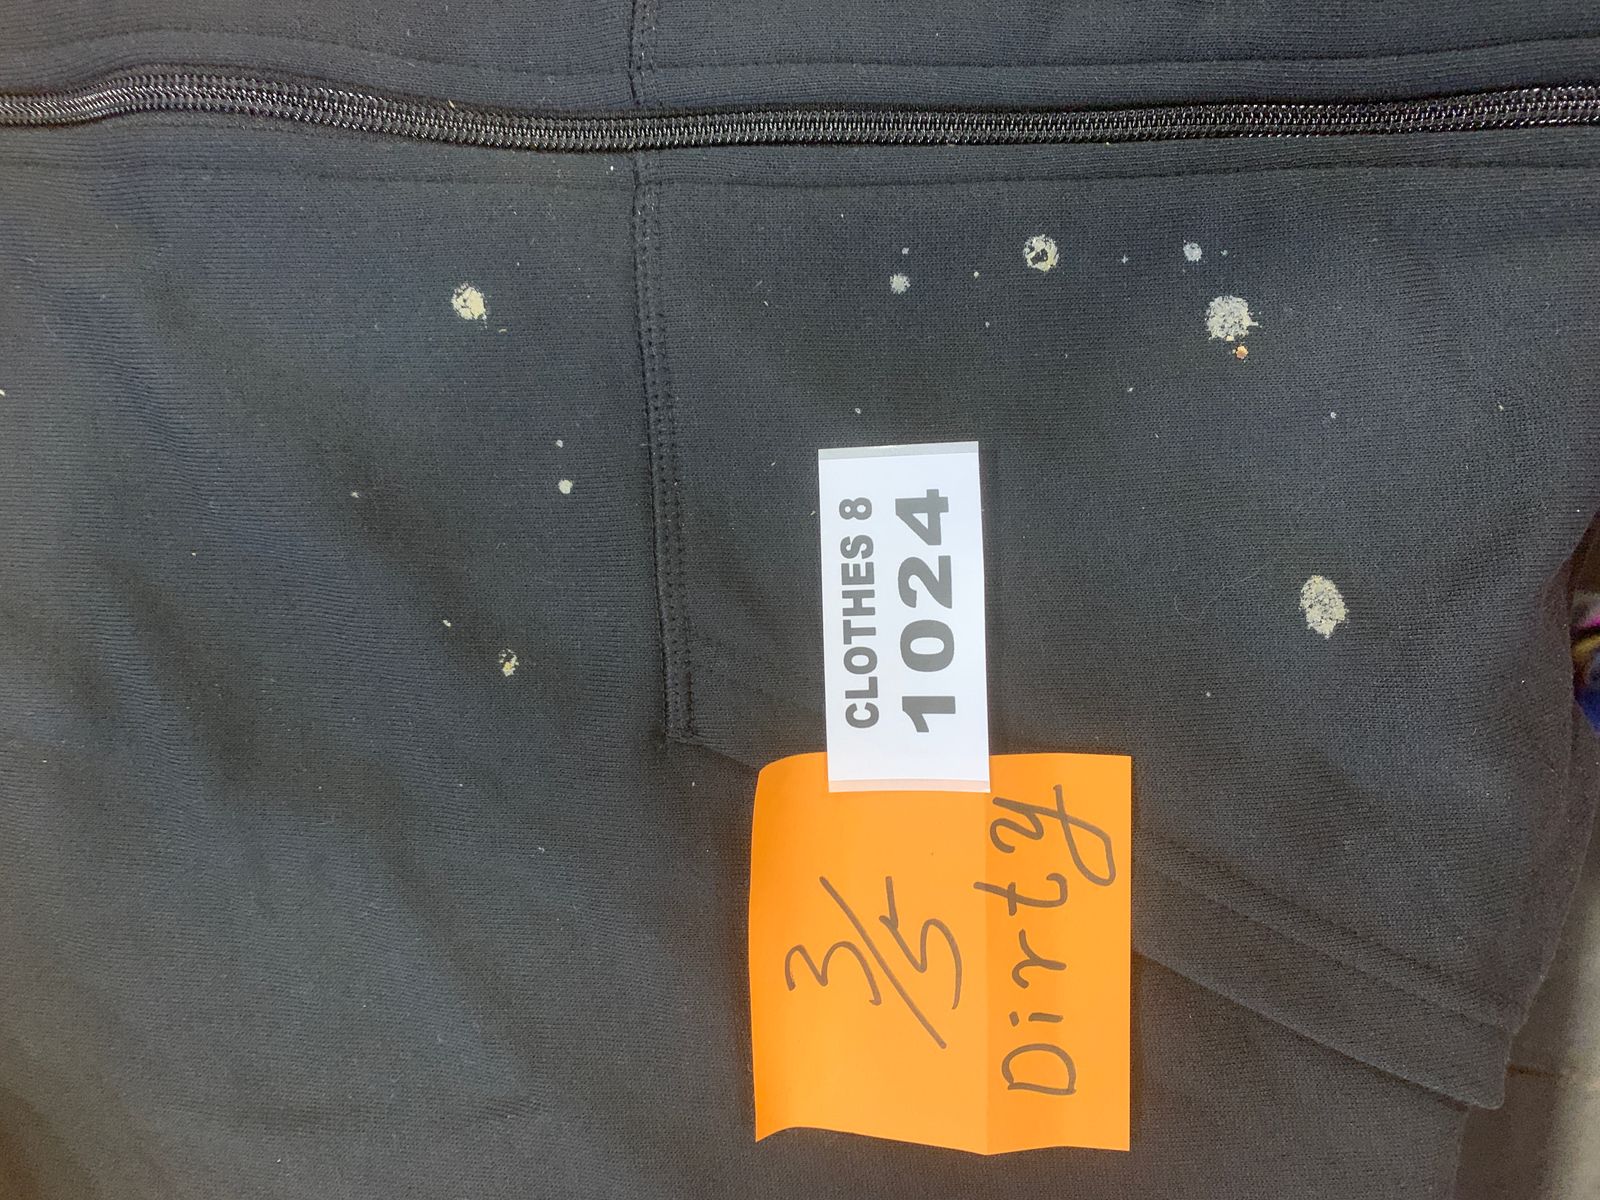 CLOTHES 8
1024
3/5
Dirty